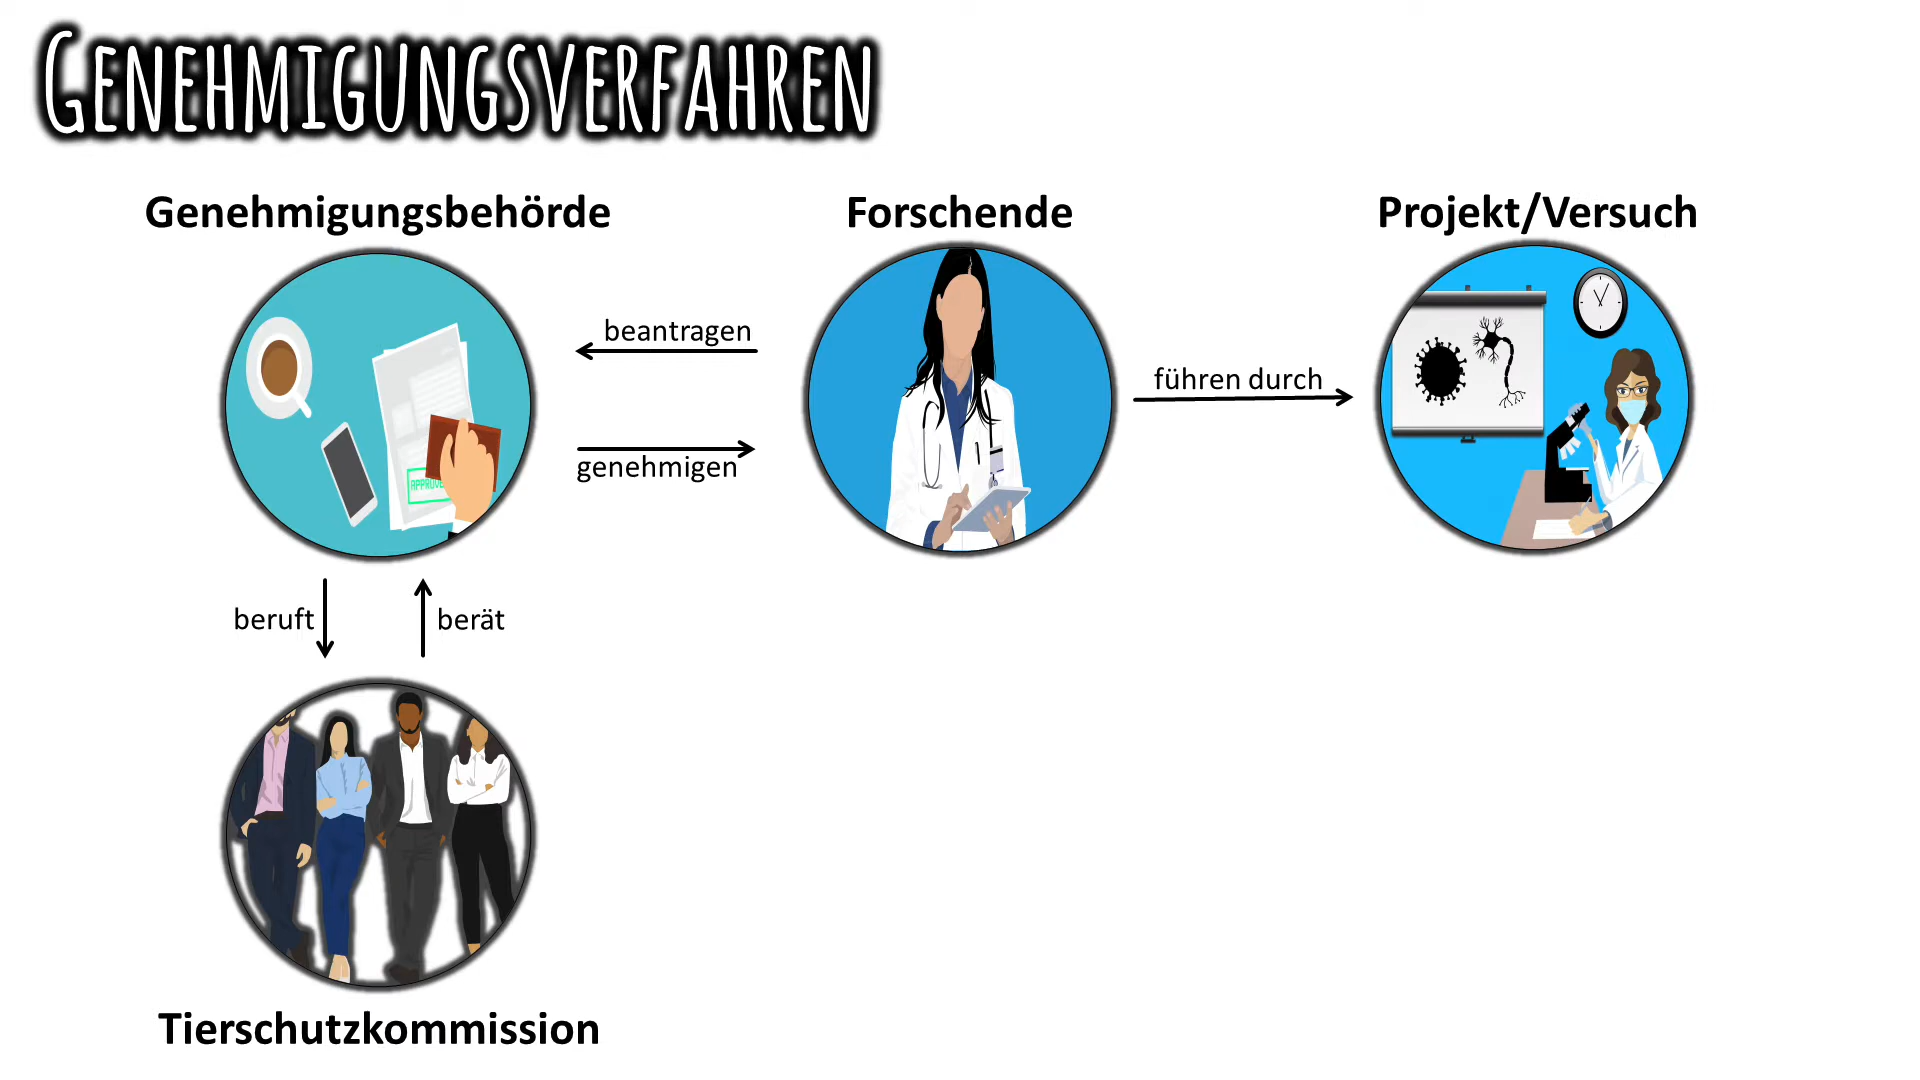 GENEHMIGUNGSVERFAHREN
Genehmigungsbehörde
Forschende
Projekt/Versuch
beantragen
führen durch
genehmigen
beruft
berät
Tierschutzkommission